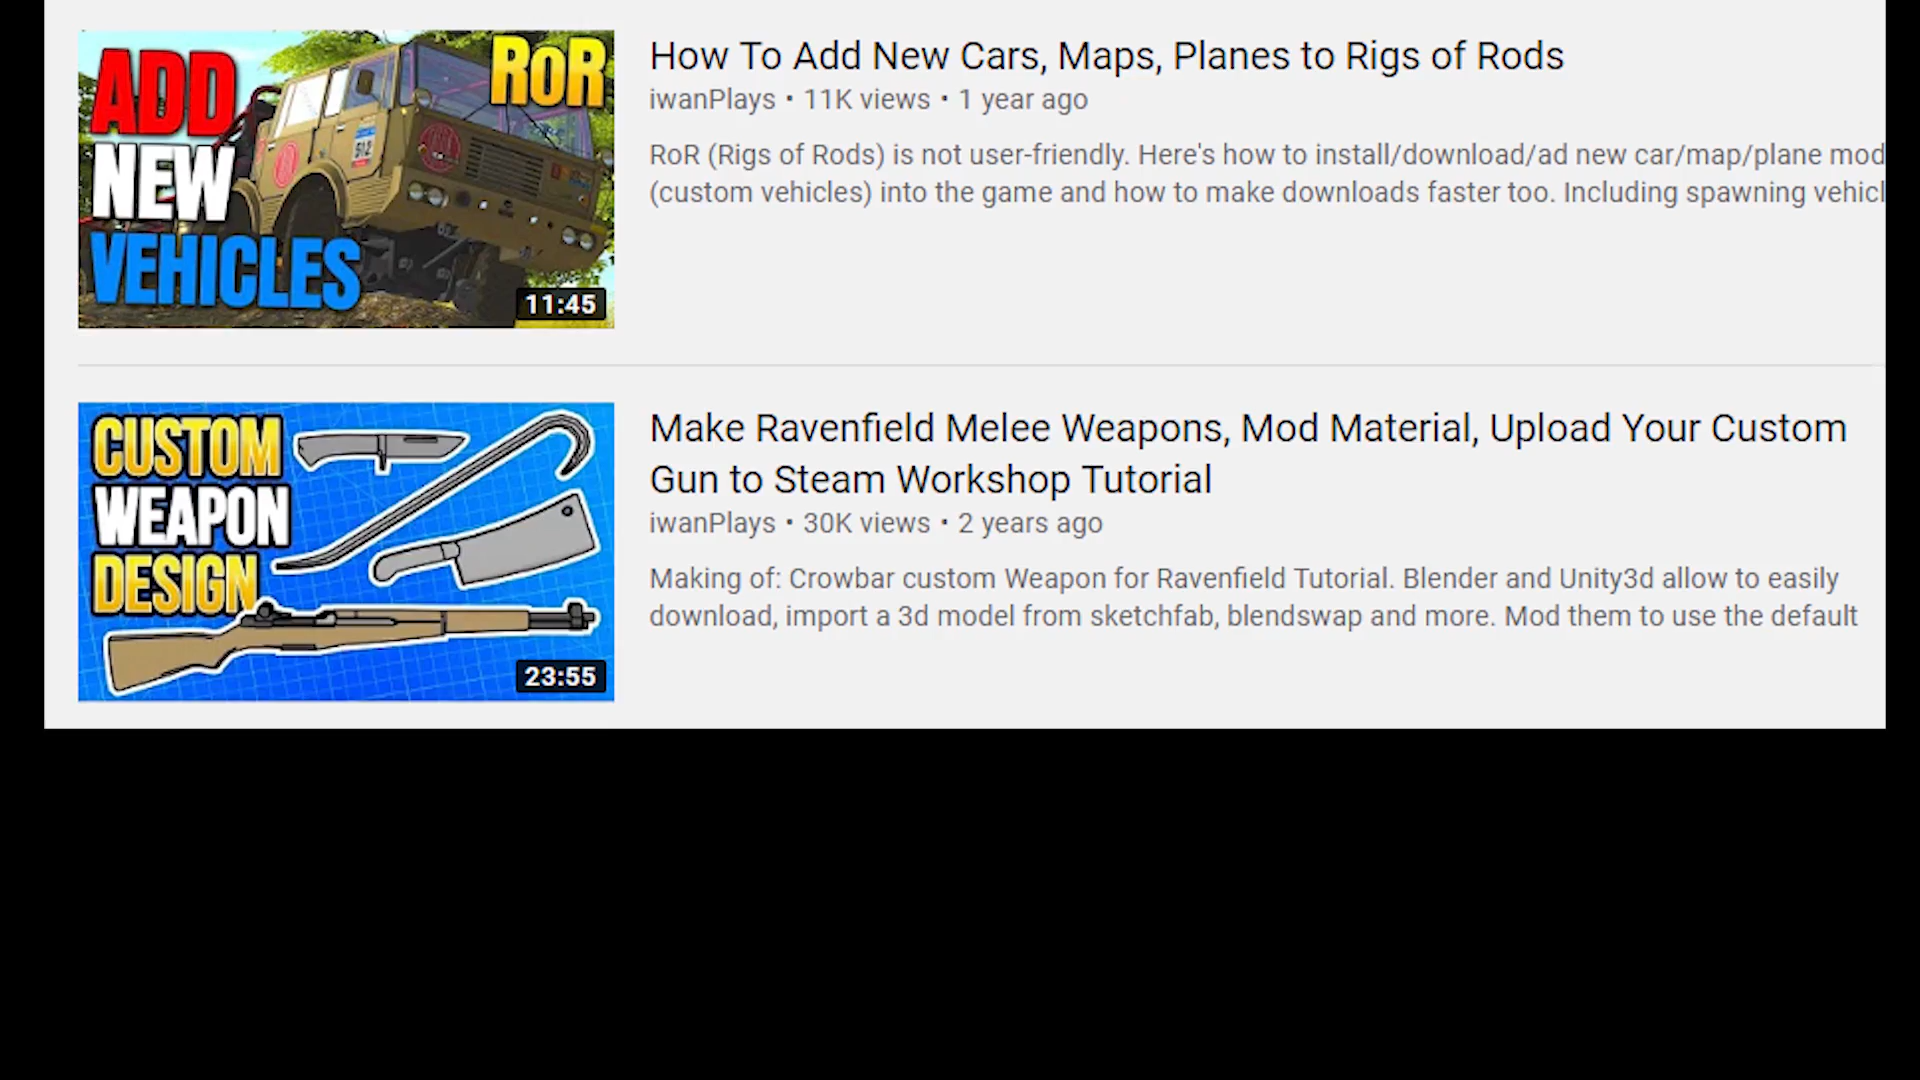 ADD
NEW
VEHICLES
RoR
512
11:45
How To Add New Cars, Maps, Planes to Rigs of Rods
iwanPlays • 11K views • 1 year ago
RoR (Rigs of Rods) is not user-friendly. Here's how to install/download/ad new car/map/plane mod
(custom vehicles) into the game and how to make downloads faster too. Including spawning vehicl
CUSTOM
WEAPON
DESIGN
23:55
Make Ravenfield Melee Weapons, Mod Material, Upload Your Custom
Gun to Steam Workshop Tutorial
iwanPlays • 30K views • 2 years ago
Making of: Crowbar custom Weapon for Ravenfield Tutorial. Blender and Unity3d allow to easily
download, import a 3d model from sketchfab, blendswap and more. Mod them to use the default